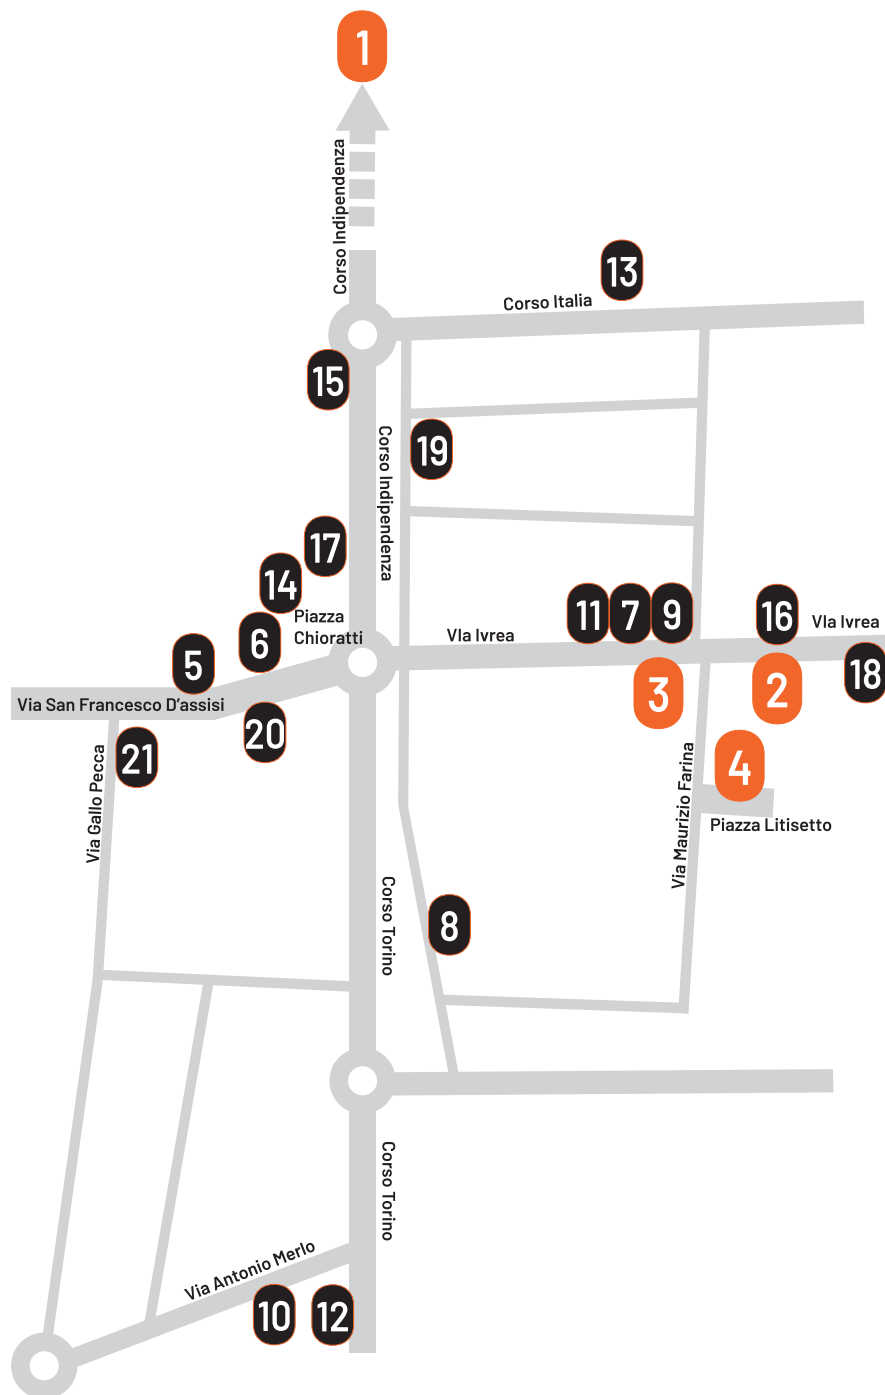 1
Corso Indipendenza
13
Corso Italia
15
Corso Indipendenza
19
17
14
Piazza
Chioratti
6
5
VIa Ivrea
11 7 9
16
VIa Ivrea
3
2
18
Via San Francesco D'assisi
20
21
Via Gallo Pecca
4
Piazza Litisetto
Via Maurizio Farina
Corso Torino
8
Corso Torino
Via Antonio Merlo
10
12